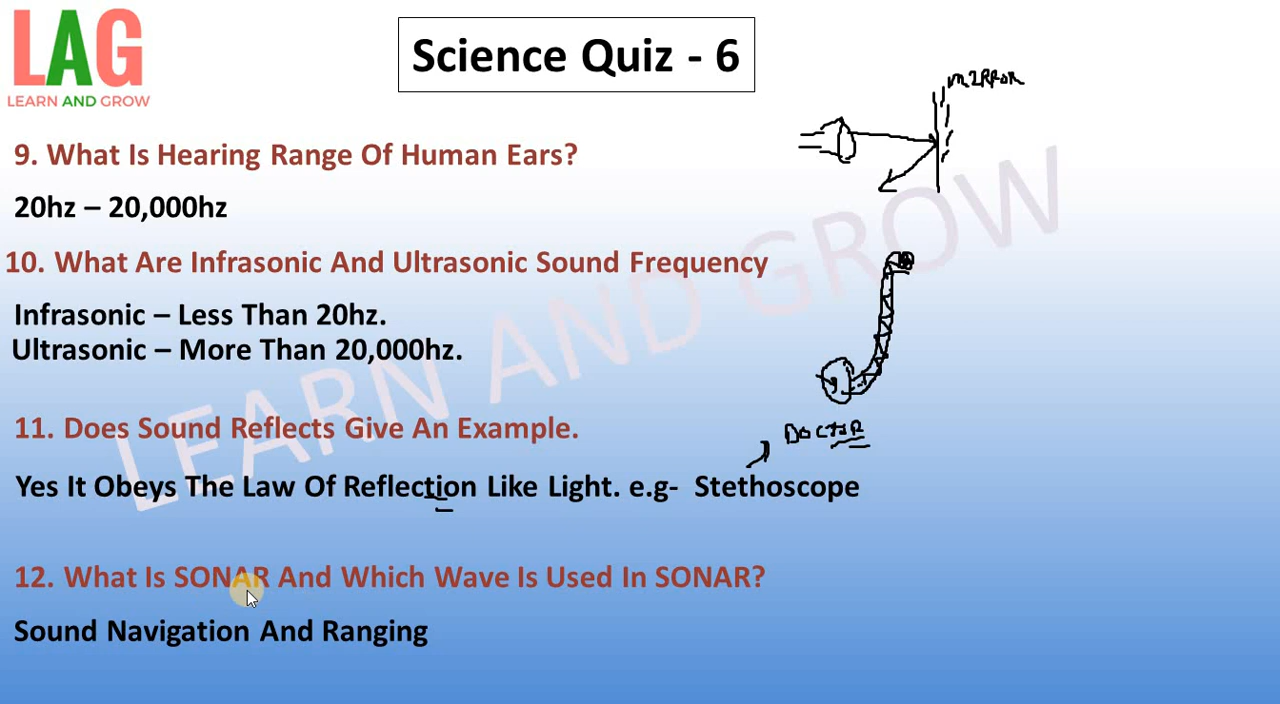 LAG
LEARN AND GROW
Science Quiz - 6
MIRROR
9. What Is Hearing Range Of Human Ears?
20hz – 20,000hz
10. What Are Infrasonic And Ultrasonic Sound Frequency
Infrasonic – Less Than 20hz.
Ultrasonic – More Than 20,000hz.
LEARN AND GROW
11. Does Sound Reflects Give An Example.
DOCTOR
Yes It Obeys The Law Of Reflection Like Light. e.g- Stethoscope
12. What Is SONAR And Which Wave Is Used In SONAR?
Sound Navigation And Ranging